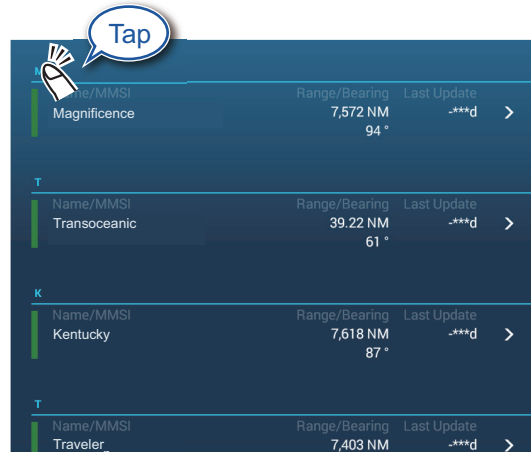 Tap
M
Name/MMSI Range/Bearing Last Update
Magnificence 7,572 NM -***d >
94 °
T
Name/MMSI Range/Bearing Last Update
Transoceanic 39.22 NM -***d >
61 °
K
Name/MMSI Range/Bearing Last Update
Kentucky 7,618 NM -***d >
87 °
T
Name/MMSI Range/Bearing Last Update
Traveler 7,403 NM -***d >